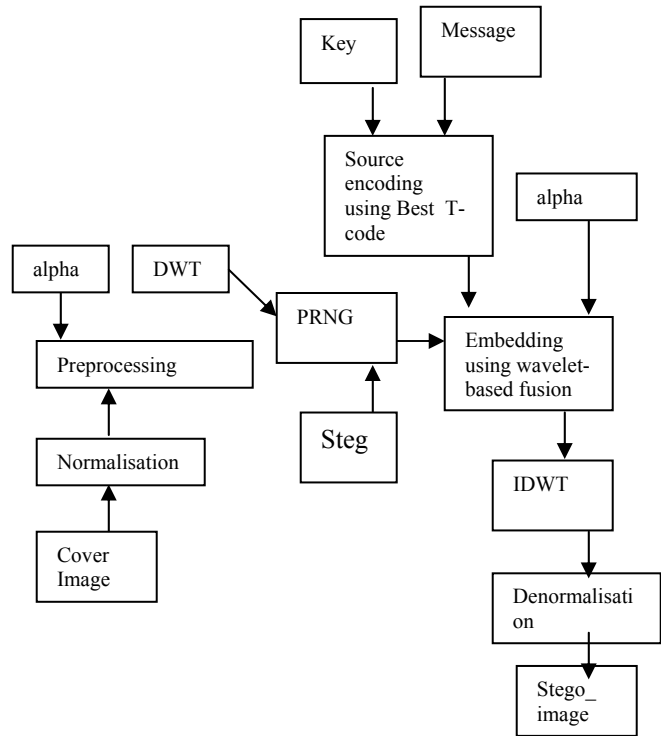 Key
Message
Source
encoding
using Best T-
code
alpha
alpha
DWT
PRNG
Embedding
using wavelet-
based fusion
Preprocessing
Steg
Normalisation
IDWT
Cover
Image
Denormalisati
on
Stego_
image